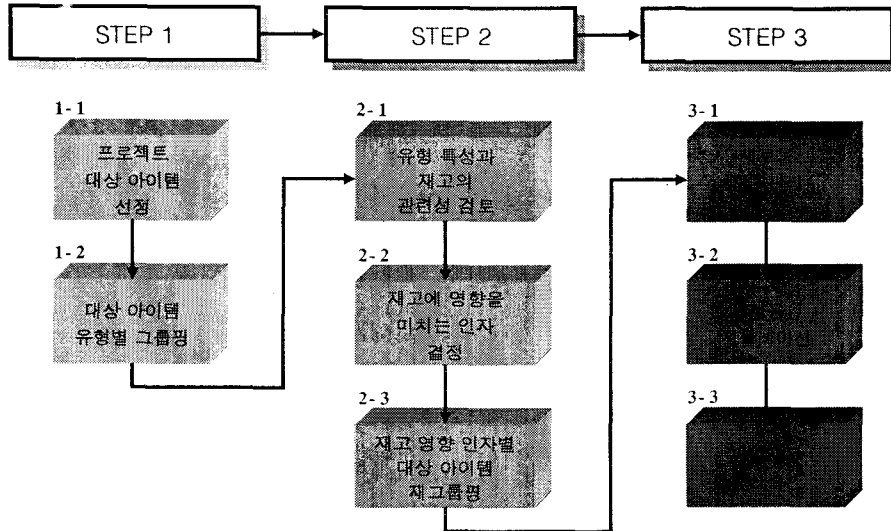 STEP 1
STEP 2
STEP 3
1-1
프로젝트
대상 아이템
선정
1-2
대상 아이템
유형별 그룹핑
2-1
유형 특성과
재고의
관련성 검토
2-2
재고에 영향을
미치는 인자
결정
2-3
재고 영향 인자별
대상 아이템
재그룹핑
3-1
3-2
3-3